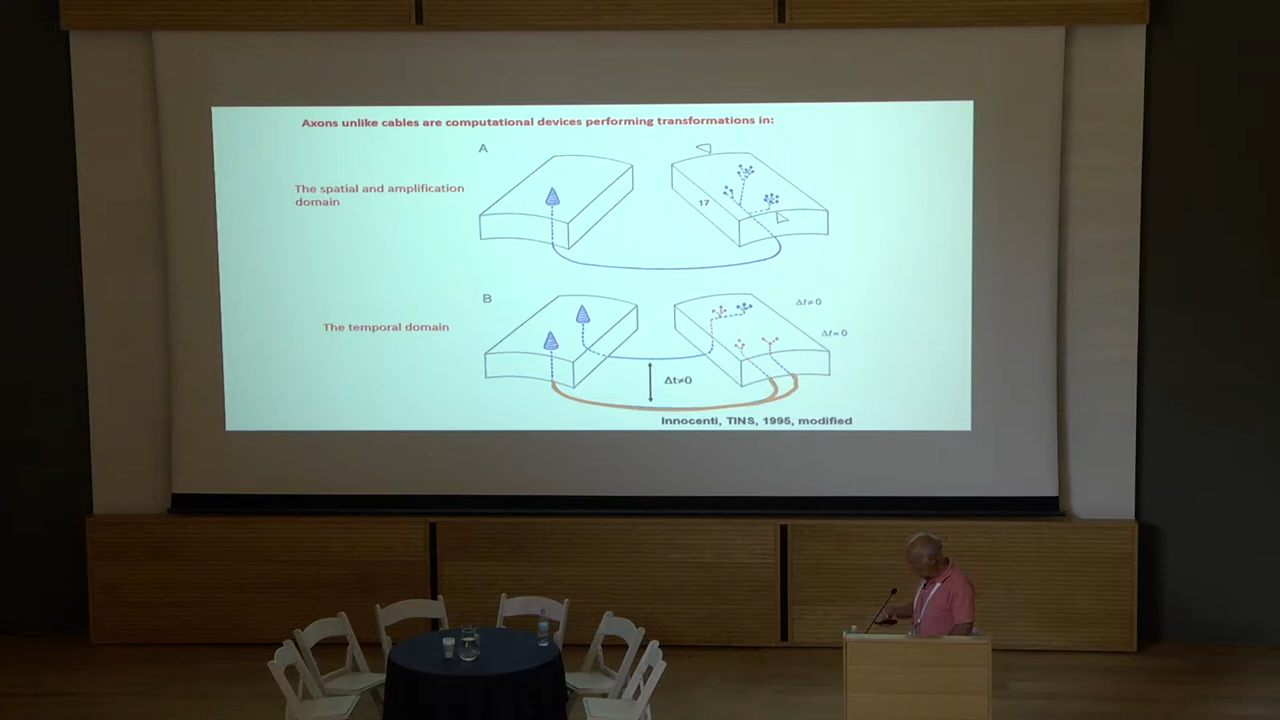 Axons unlike cables are computational devices performing transformations in:
A
The spatial and amplification
domain
17
B
Δt≠0
The temporal domain
Δt=0
Δt≠0
Innocenti, TINS, 1995, modified